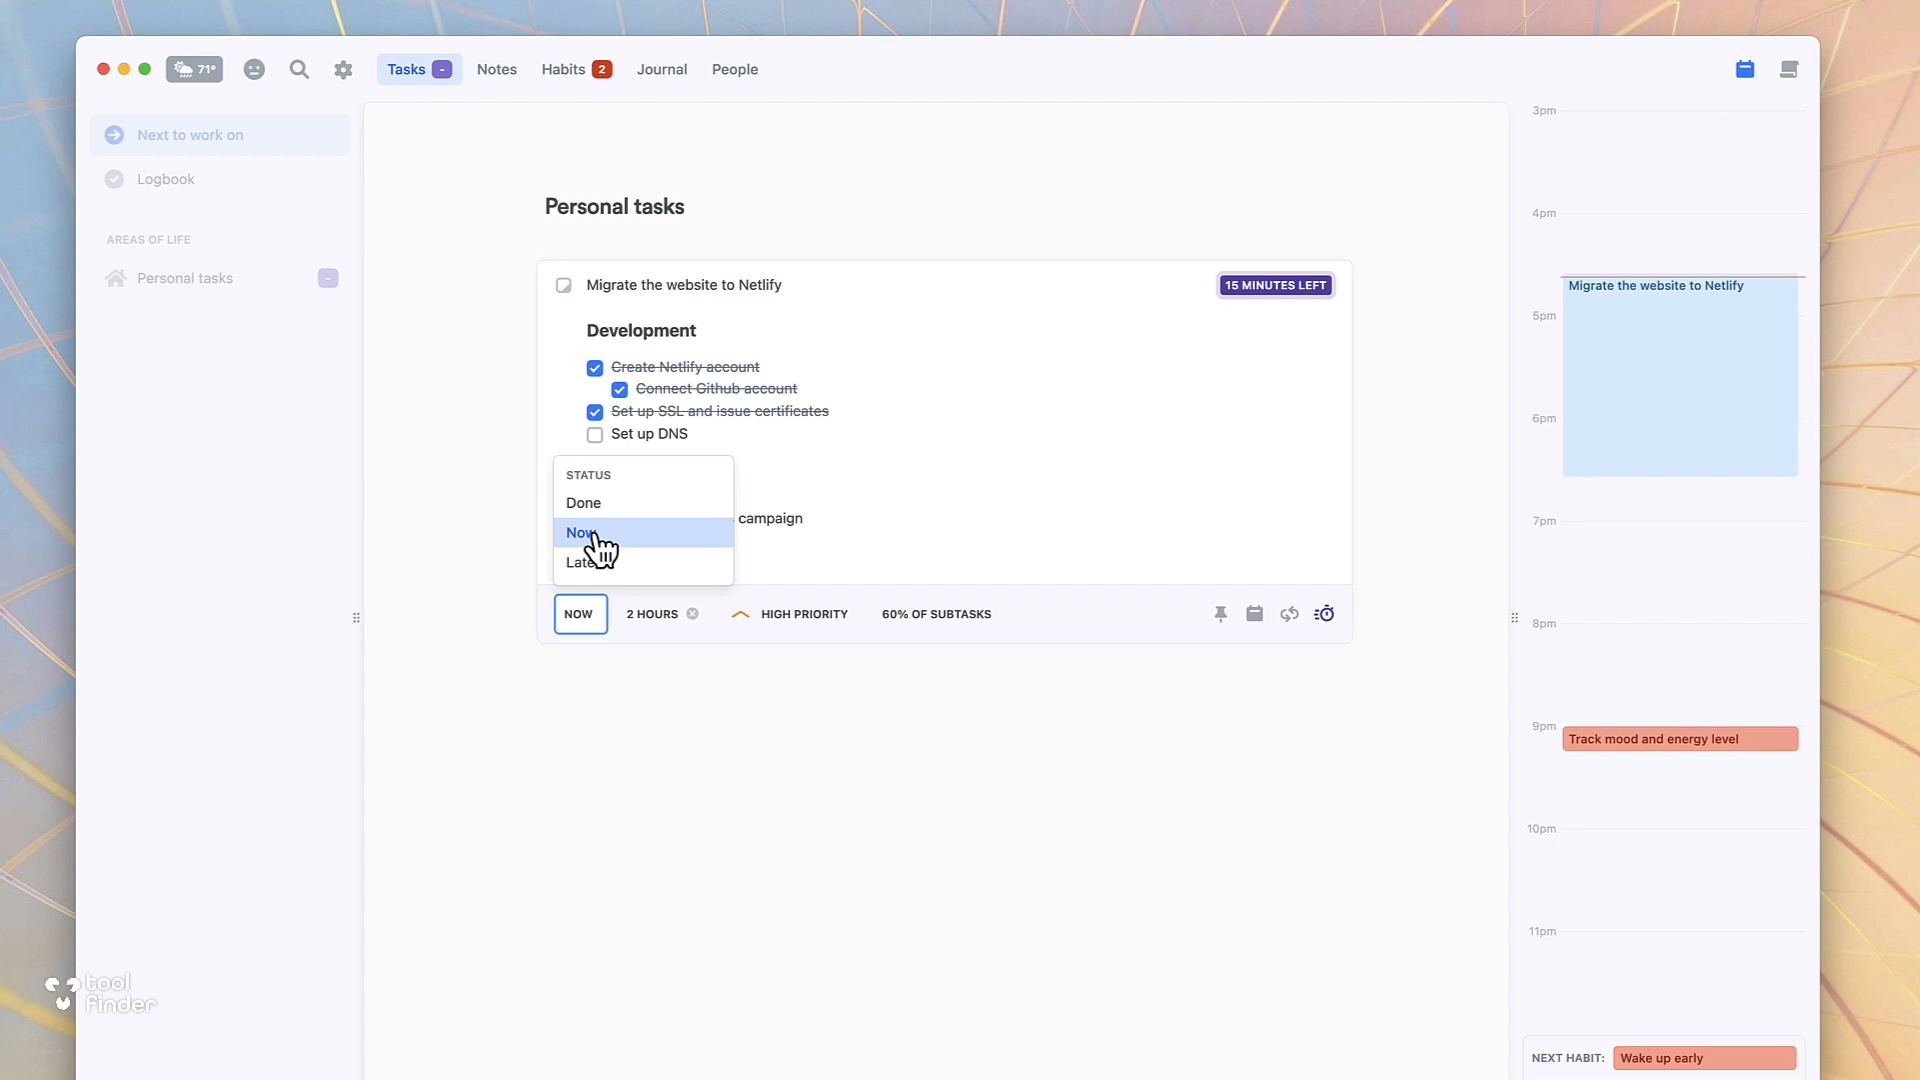 71°
Tasks -
Notes
Habits 2
Journal
People
Next to work on
Logbook
AREAS OF LIFE
Personal tasks -
Personal tasks
Migrate the website to Netlify
15 MINUTES LEFT
Development
Create Netlify account
Connect Github account
Set up SSL and issue certificates
Set up DNS
STATUS
Done
campaign
Now
NOW
2 HOURS
HIGH PRIORITY
60% OF SUBTASKS
3pm
4pm
Migrate the website to Netlify
5pm
6pm
7pm
8pm
9pm
Track mood and energy level
10pm
11pm
NEXT HABIT: Wake up early
tool
finder